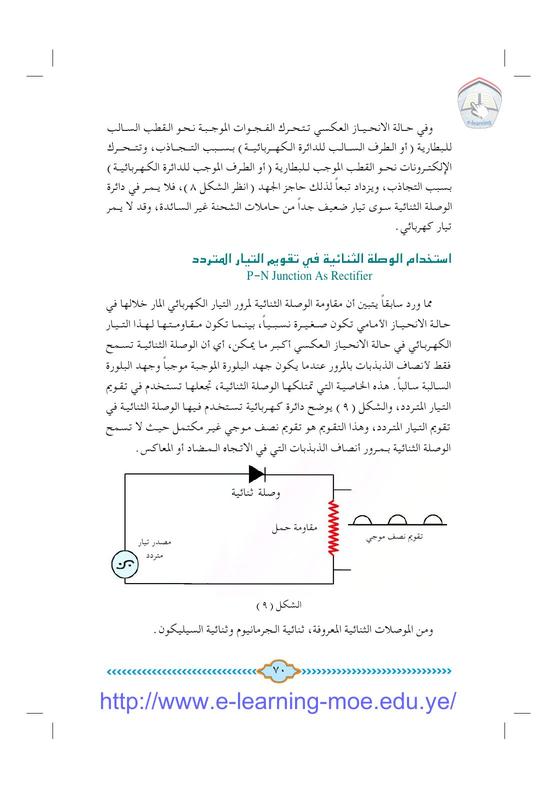 e-learning
وفي حالة الانحياز العكسي تتحرك الفجوات الموجبة نحو القطب السالب
للبطارية ( أو الطرف السالب للدائرة الكهربائية ) بسبب التجاذب، وتتحرك
الإلكترونات نحو القطب الموجب للبطارية ( أو الطرف الموجب للدائرة الكهربائية )
بسبب التجاذب، ويزداد تبعاً لذلك حاجز الجهد ( انظر الشكل ٨ )، فلا يمر في دائرة
الوصلة الثنائية سوى تيار ضعيف جداً من حاملات الشحنة غير السائدة، وقد لا يمر
تيار كهربائي.
استخدام الوصلة الثنائية في تقويم التيار المتردد
P-N Junction As Rectifier
مما ورد سابقاً يتبين أن مقاومة الوصلة الثنائية لمرور التيار الكهربائي المار خلالها في
حالة الانحياز الأمامي تكون صغيرة نسبياً، بينما تكون مقاومتها لهذا التيار
الكهربائي في حالة الانحياز العكسي أكبر ما يمكن، أي أن الوصلة الثنائية تسمح
فقط لأنصاف الذبذبات بالمرور عندما يكون جهد البلورة الموجبة موجباً وجهد البلورة
السالبة سالباً. هذه الخاصية التي تمتلكها الوصلة الثنائية، تجعلها تستخدم في تقويم
التيار المتردد، والشكل ( ٩ ) يوضح دائرة كهربائية تستخدم فيها الوصلة الثنائية في
تقويم التيار المتردد، وهذا التقويم هو تقويم نصف موجي غير مكتمل حيث لا تسمح
الوصلة الثنائية بمرور أنصاف الذبذبات التي في الاتجاه المضاد أو المعاكس.
وصلة ثنائية
مقاومة حمل
تقويم نصف موجي
مصدر تيار
متردد
الشكل ( ٩ )
ومن الموصلات الثنائية المعروفة، ثنائية الجرمانيوم وثنائية السيليكون.
٧٠
http://www.e-learning-moe.edu.ye/